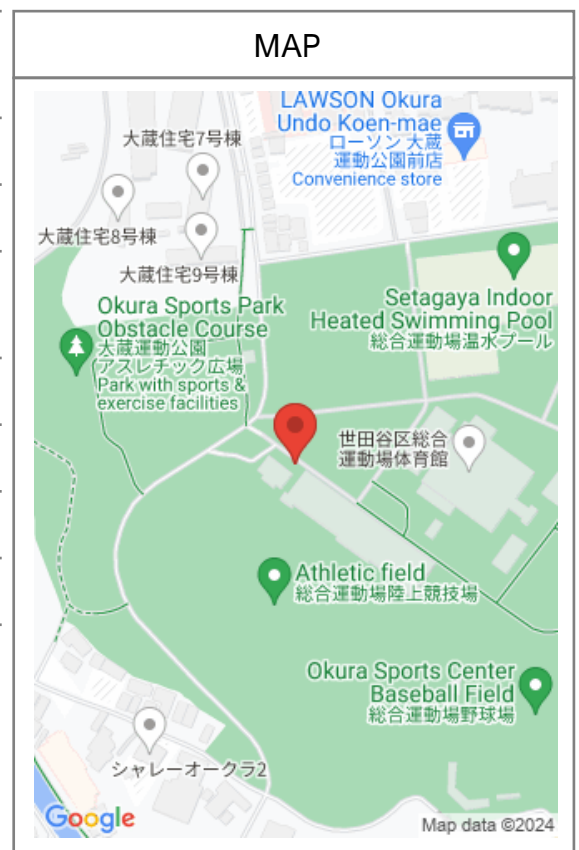 MAP
LAWSON Okura
Undo Koen-mae
ローソン 大蔵
運動公園前店
Convenience store
大蔵住宅7号棟
大蔵住宅8号棟
大蔵住宅9号棟
Setagaya Indoor
Heated Swimming Pool
総合運動場温水プール
Okura Sports Park
Obstacle Course
大蔵運動公園
アスレチック広場
Park with sports &
exercise facilities
世田谷区総合
運動場体育館
Athletic field
総合運動場陸上競技場
Okura Sports Center
Baseball Field
総合運動場野球場
シャレーオークラ2
Google
Map data ©2024